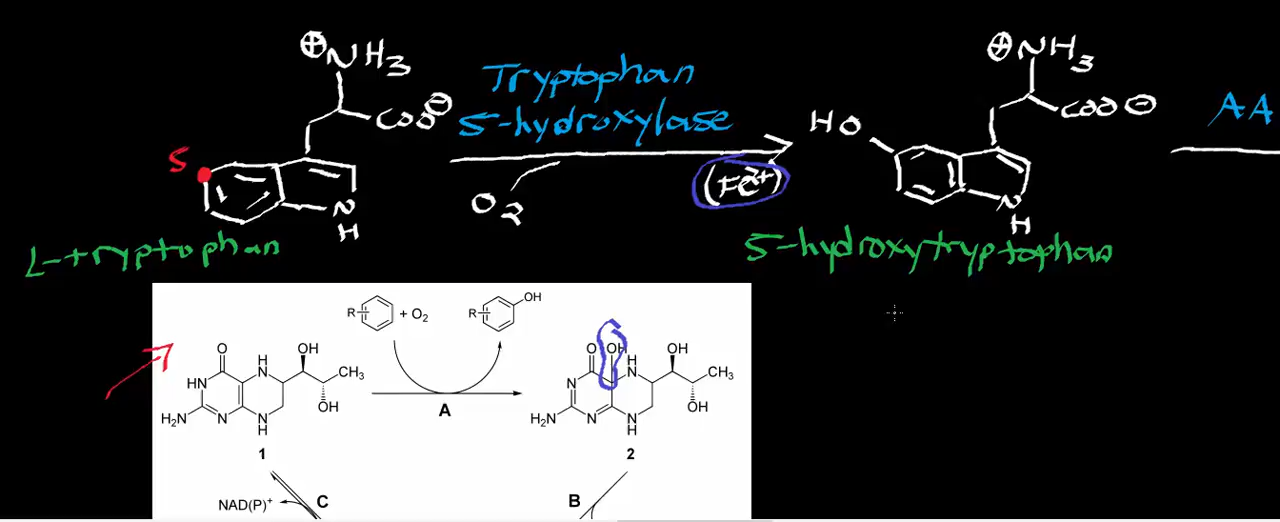 ⊕NH3
COO⊖
Tryptophan
5-hydroxylase
5
O2
(Fe2+)
N
H
L-tryptophan
⊕NH3
COO⊖
HO
N
H
5-hydroxytryptophan
AA
R
+ O2
R
OH
O
OH
H
N
HN
CH3
H2N
N
N
H
OH
1
A
O
OH
H
N
OH
N
CH3
H2N
N
N
H
OH
2
NAD(P)+
C
B